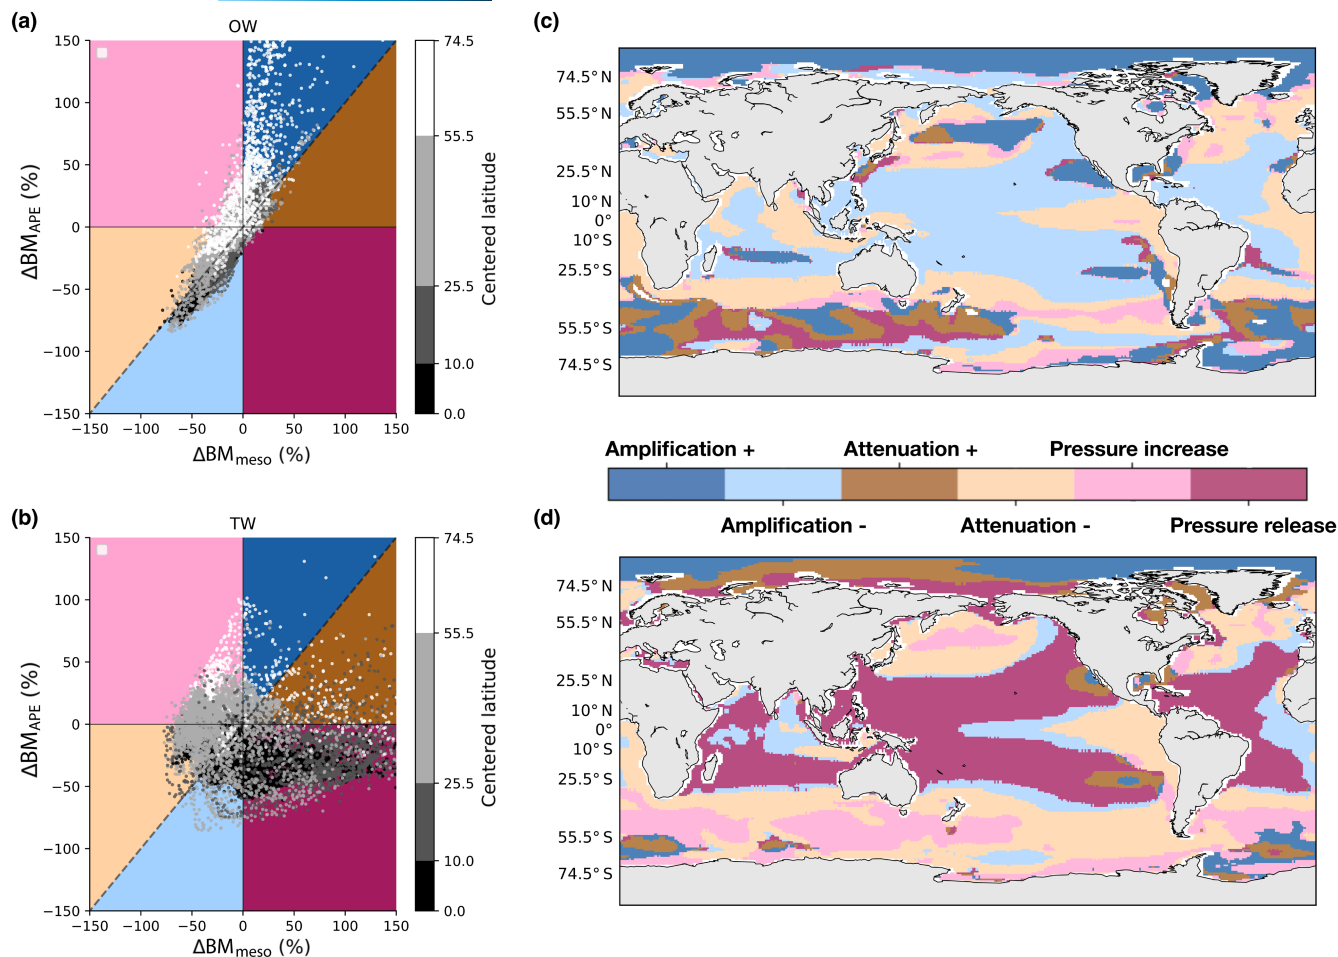 (a)
OW
150
100
50
0
−50
−100
−150
ΔBM_APE (%)
−150 −100 −50 0 50 100 150
ΔBM_meso (%)
74.5
55.5
25.5
10.0
0.0
Centered latitude
(c)
74.5° N
55.5° N
25.5° N
10° N
0°
10° S
25.5° S
55.5° S
74.5° S
Amplification + Attenuation + Pressure increase
Amplification - Attenuation - Pressure release
(b)
TW
150
100
50
0
−50
−100
−150
ΔBM_APE (%)
−150 −100 −50 0 50 100 150
ΔBM_meso (%)
74.5
55.5
25.5
10.0
0.0
Centered latitude
(d)
74.5° N
55.5° N
25.5° N
10° N
0°
10° S
25.5° S
55.5° S
74.5° S